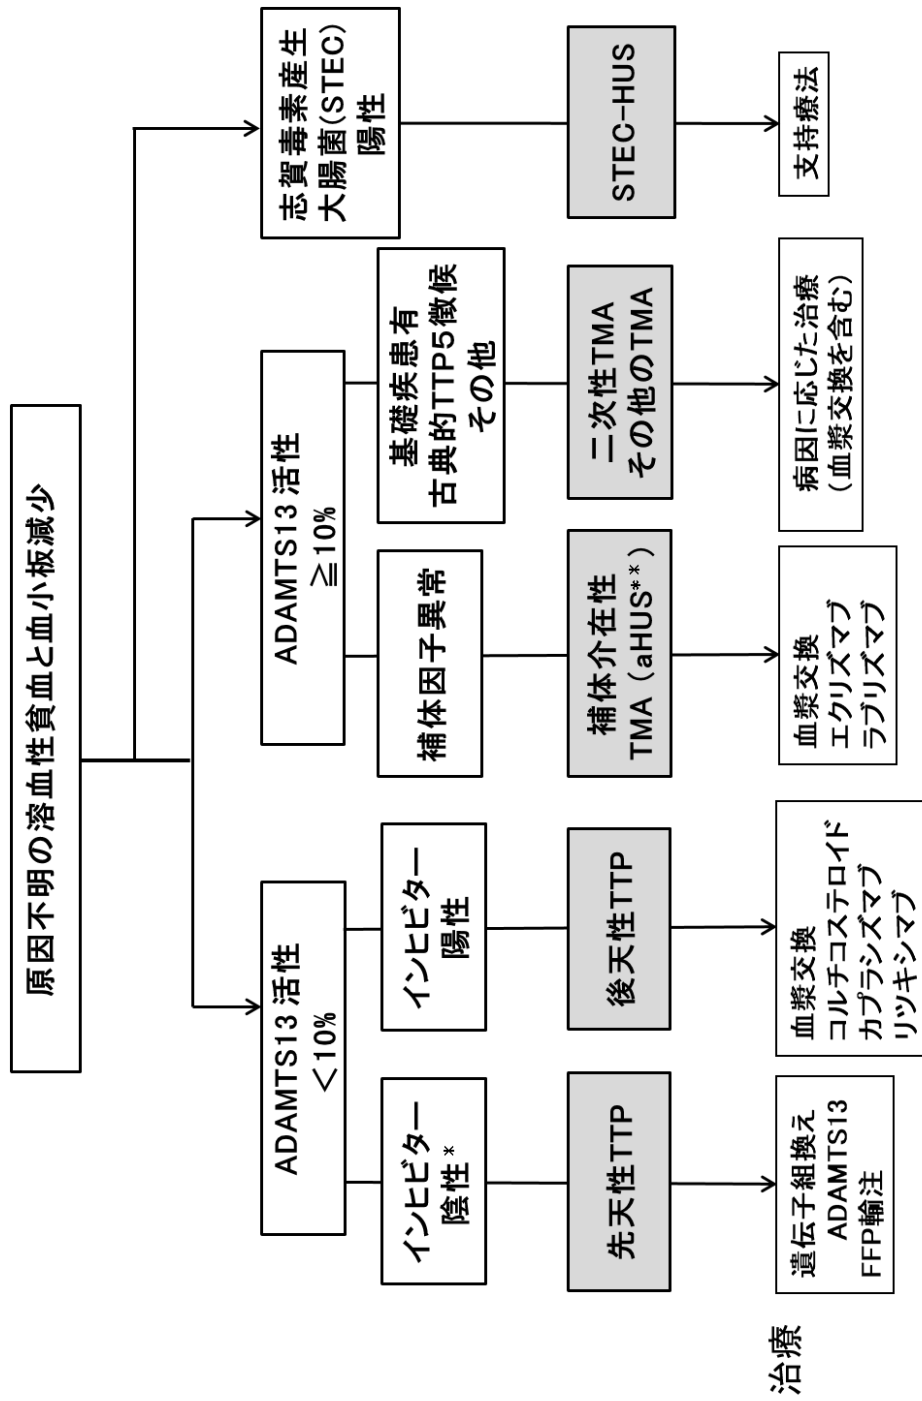 原因不明の溶血性貧血と血小板減少
ADAMTS13 活性
<10%
ADAMTS13 活性
≧10%
志賀毒素産生
大腸菌(STEC)
陽性
インヒビター
陰性*
インヒビター
陽性
補体因子異常
基礎疾患有
古典的TTP5徴候
その他
先天性TTP
後天性TTP
補体介在性
TMA(aHUS**)
二次性TMA
その他のTMA
STEC-HUS
治療
遺伝子組換え
ADAMTS13
FFP輸注
血漿交換
コルチコステロイド
カプラシズマブ
リツキシマブ
血漿交換
エクリズマブ
ラブリズマブ
病因に応じた治療
(血漿交換を含む)
支持療法